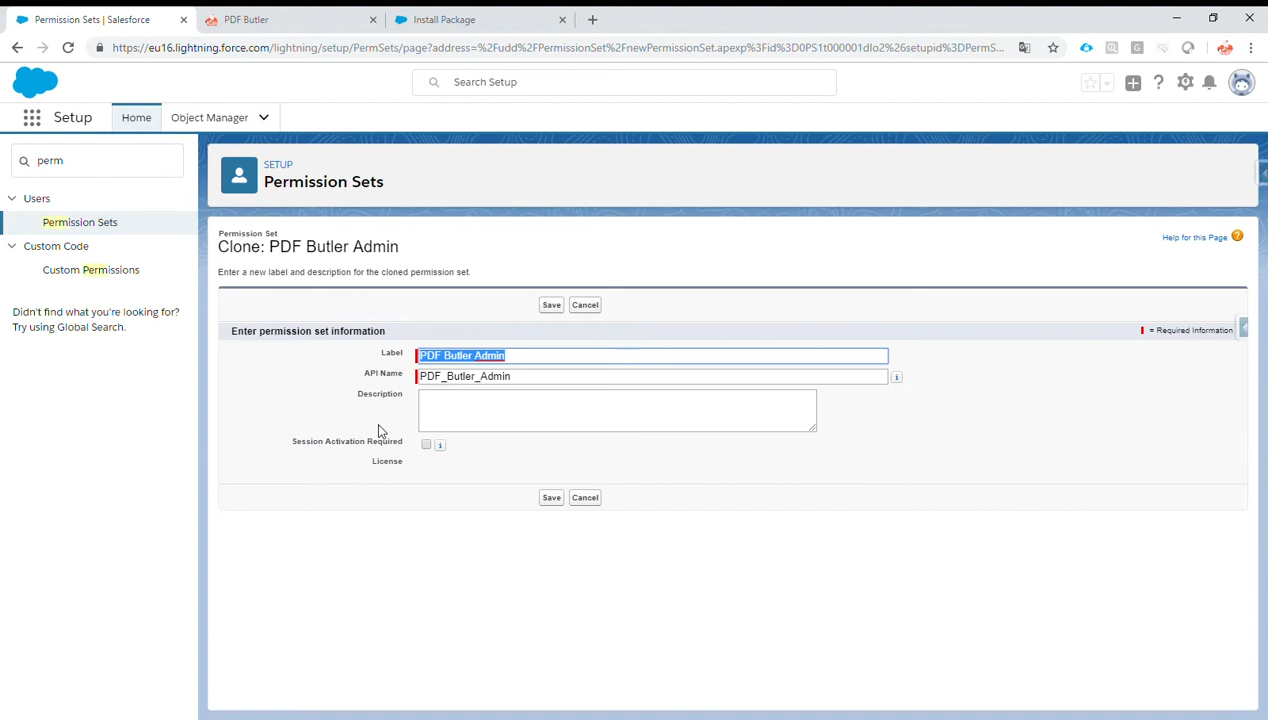 Permission Sets | Salesforce
PDF Butler
Install Package
https://eu16.lightning.force.com/lightning/setup/PermSets/page?address=%2Fudd%2FPermissionSet%2FnewPermissionSet.apexp%3Fid%3D0PS1t000001dIo2%26setupid%3DPermS...
Search Setup
Setup
Home
Object Manager
perm
Users
Permission Sets
Custom Code
Custom Permissions
Didn't find what you're looking for?
Try using Global Search.
SETUP
Permission Sets
Permission Set
Clone: PDF Butler Admin
Help for this Page
Enter a new label and description for the cloned permission set.
Save Cancel
Enter permission set information
= Required Information
Label PDF Butler Admin
API Name PDF_Butler_Admin
Description
Session Activation Required
License
Save Cancel